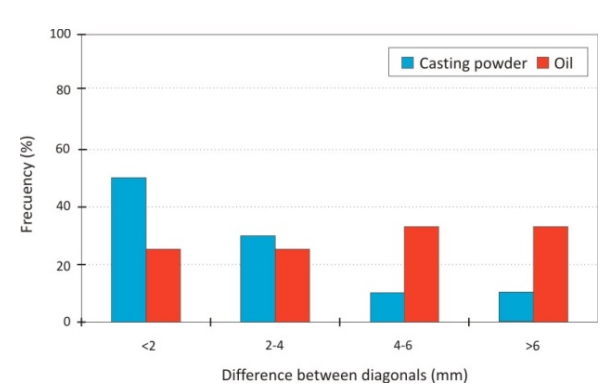 100
Casting powder Oil
80
60
40
20
0
Frecuency (%)
<2 2-4 4-6 >6
Difference between diagonals (mm)